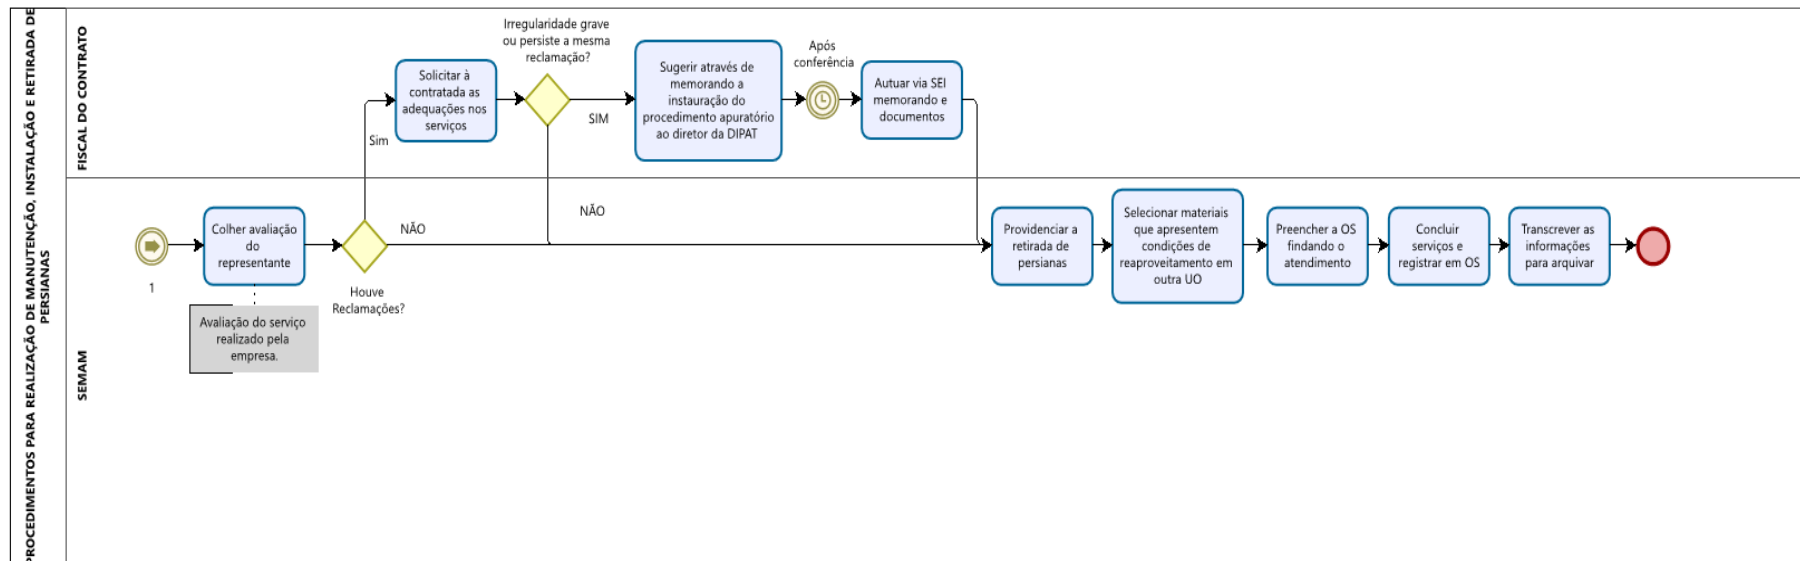 PROCEDIMENTOS PARA REALIZAÇÃO DE MANUTENÇÃO, INSTALAÇÃO E RETIRADA DE
PERSIANAS
FISCAL DO CONTRATO
Solicitar à
contratada as
adequações nos
serviços
Irregularidade grave
ou persiste a mesma
reclamação?
SIM
Sugerir através de
memorando a
instauração do
procedimento apuratório
ao diretor da DIPAT
Após
conferência
Autuar via SEI
memorando e
documentos
Sim
SEMAM
1
Colher avaliação
do
representante
Avaliação do serviço
realizado pela
empresa.
Houve
Reclamações?
NÃO
NÃO
Providenciar a
retirada de
persianas
Selecionar materiais
que apresentem
condições de
reaproveitamento em
outra UO
Preencher a OS
findando o
atendimento
Concluir
serviços e
registrar em OS
Transcrever as
informações
para arquivar